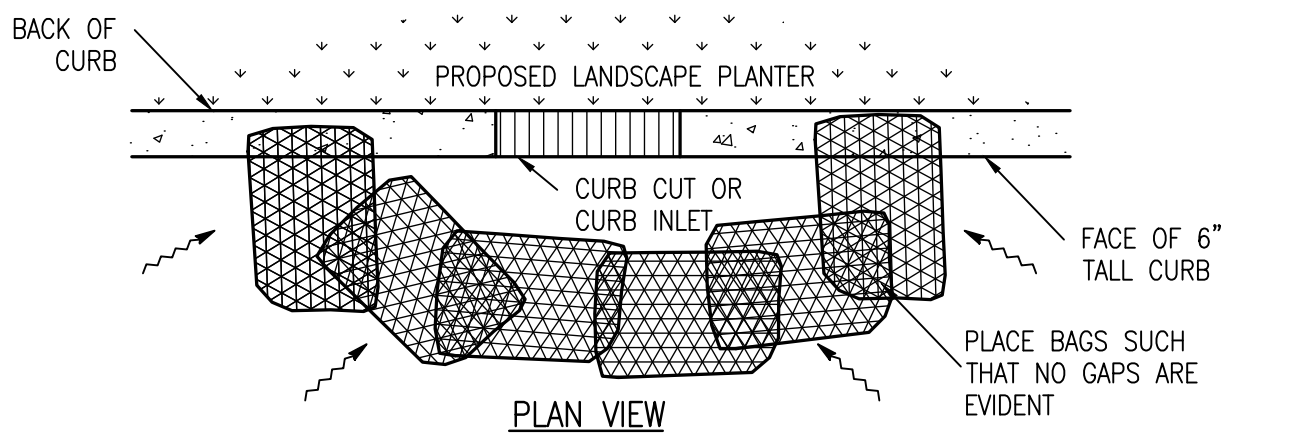 BACK OF
CURB
PROPOSED LANDSCAPE PLANTER
CURB CUT OR
CURB INLET
FACE OF 6”
TALL CURB
PLACE BAGS SUCH
THAT NO GAPS ARE
EVIDENT
PLAN VIEW